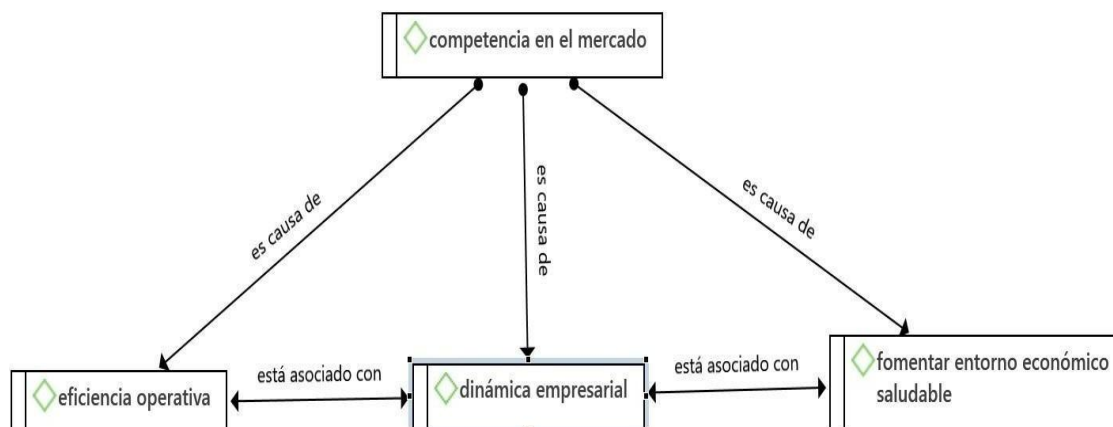 competencia en el mercado
es causa de
es causa de
es causa de
está asociado con
está asociado con
eficiencia operativa
dinámica empresarial
fomentar entorno económico
saludable